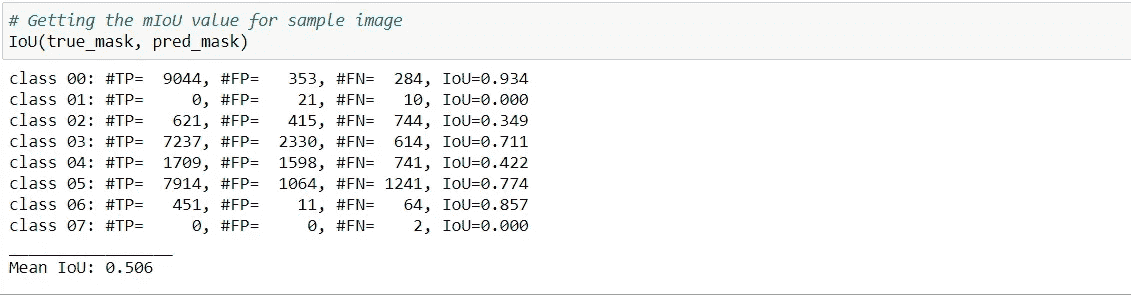 # Getting the mIoU value for sample image
IoU(true_mask, pred_mask)
class 00: #TP=  9044, #FP=   353, #FN=  284, IoU=0.934
class 01: #TP=     0, #FP=    21, #FN=   10, IoU=0.000
class 02: #TP=   621, #FP=   415, #FN=  744, IoU=0.349
class 03: #TP=  7237, #FP=  2330, #FN=  614, IoU=0.711
class 04: #TP=  1709, #FP=  1598, #FN=  741, IoU=0.422
class 05: #TP=  7914, #FP=  1064, #FN= 1241, IoU=0.774
class 06: #TP=   451, #FP=    11, #FN=   64, IoU=0.857
class 07: #TP=     0, #FP=     0, #FN=    2, IoU=0.000
_________________
Mean IoU: 0.506